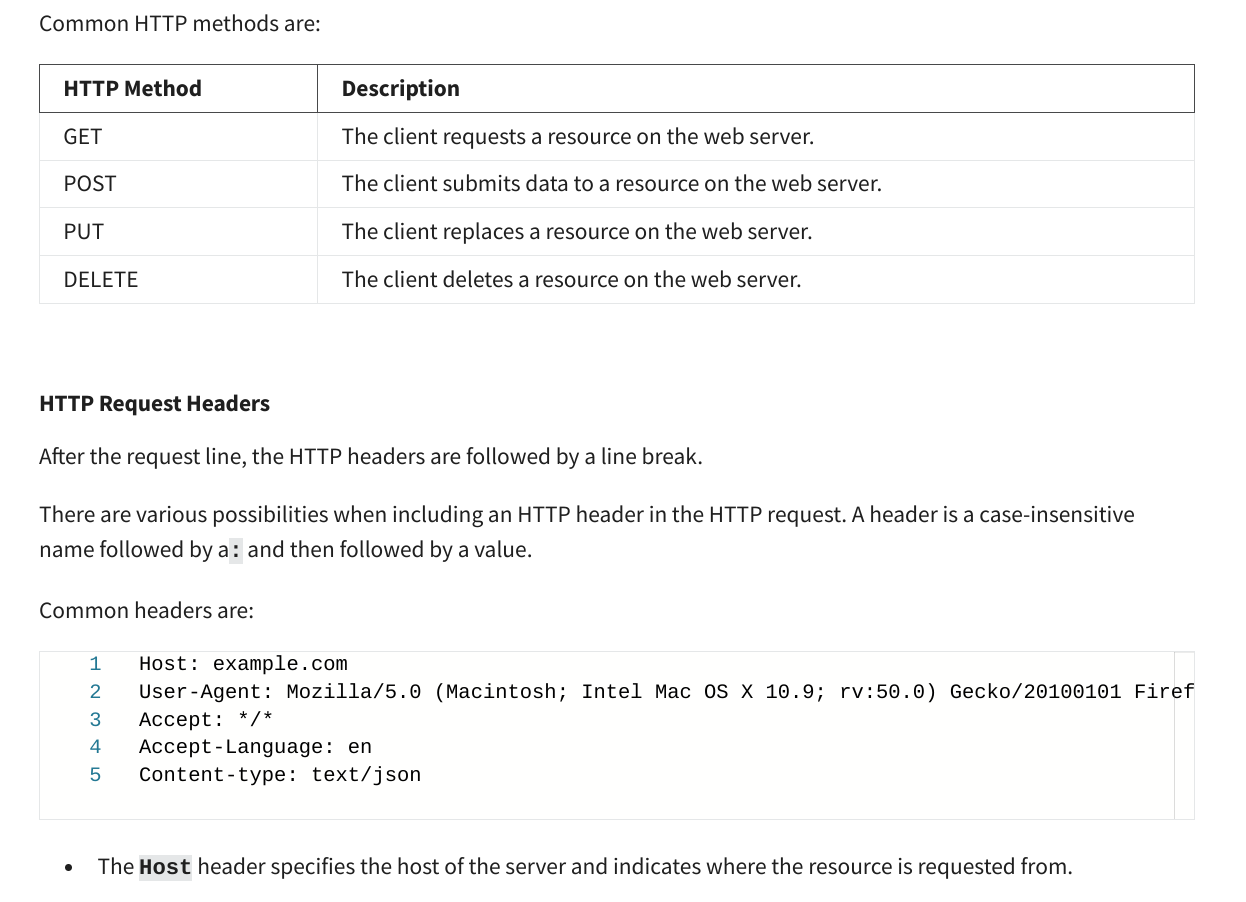 Common HTTP methods are:
HTTP Method Description
GET The client requests a resource on the web server.
POST The client submits data to a resource on the web server.
PUT The client replaces a resource on the web server.
DELETE The client deletes a resource on the web server.
HTTP Request Headers
After the request line, the HTTP headers are followed by a line break.
There are various possibilities when including an HTTP header in the HTTP request. A header is a case-insensitive
name followed by a : and then followed by a value.
Common headers are:
1 Host: example.com
2 User-Agent: Mozilla/5.0 (Macintosh; Intel Mac OS X 10.9; rv:50.0) Gecko/20100101 Firef
3 Accept: */*
4 Accept-Language: en
5 Content-type: text/json
• The Host header specifies the host of the server and indicates where the resource is requested from.